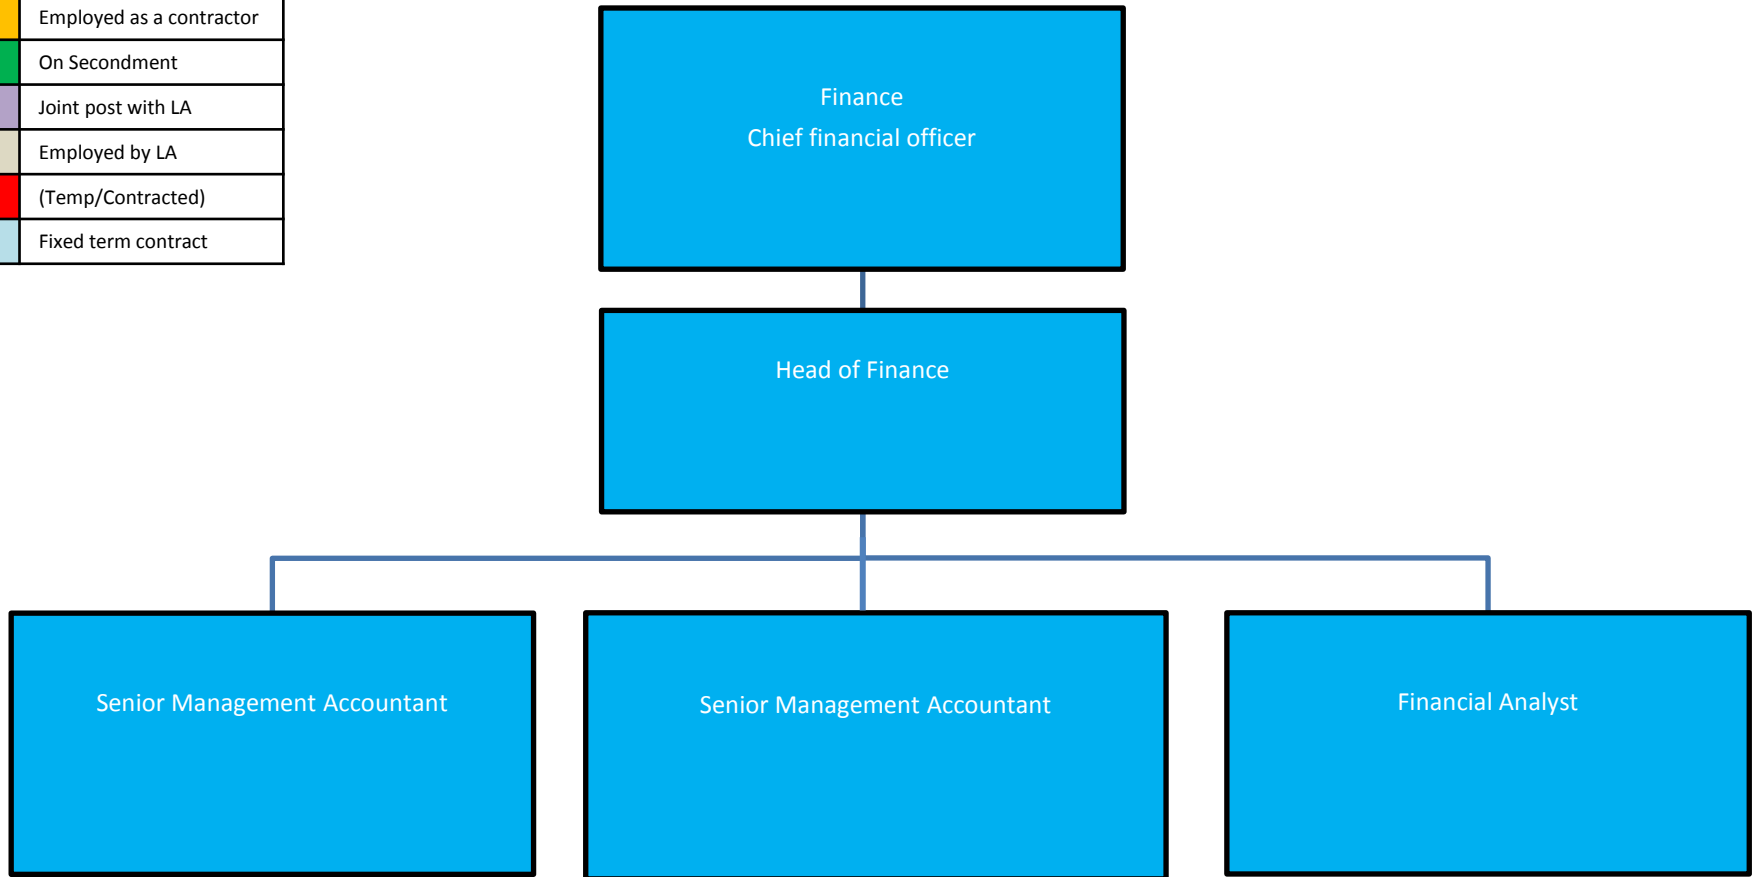 Employed as a contractor
On Secondment
Joint post with LA
Employed by LA
(Temp/Contracted)
Fixed term contract
Finance
Chief financial officer
Head of Finance
Senior Management Accountant
Senior Management Accountant
Financial Analyst